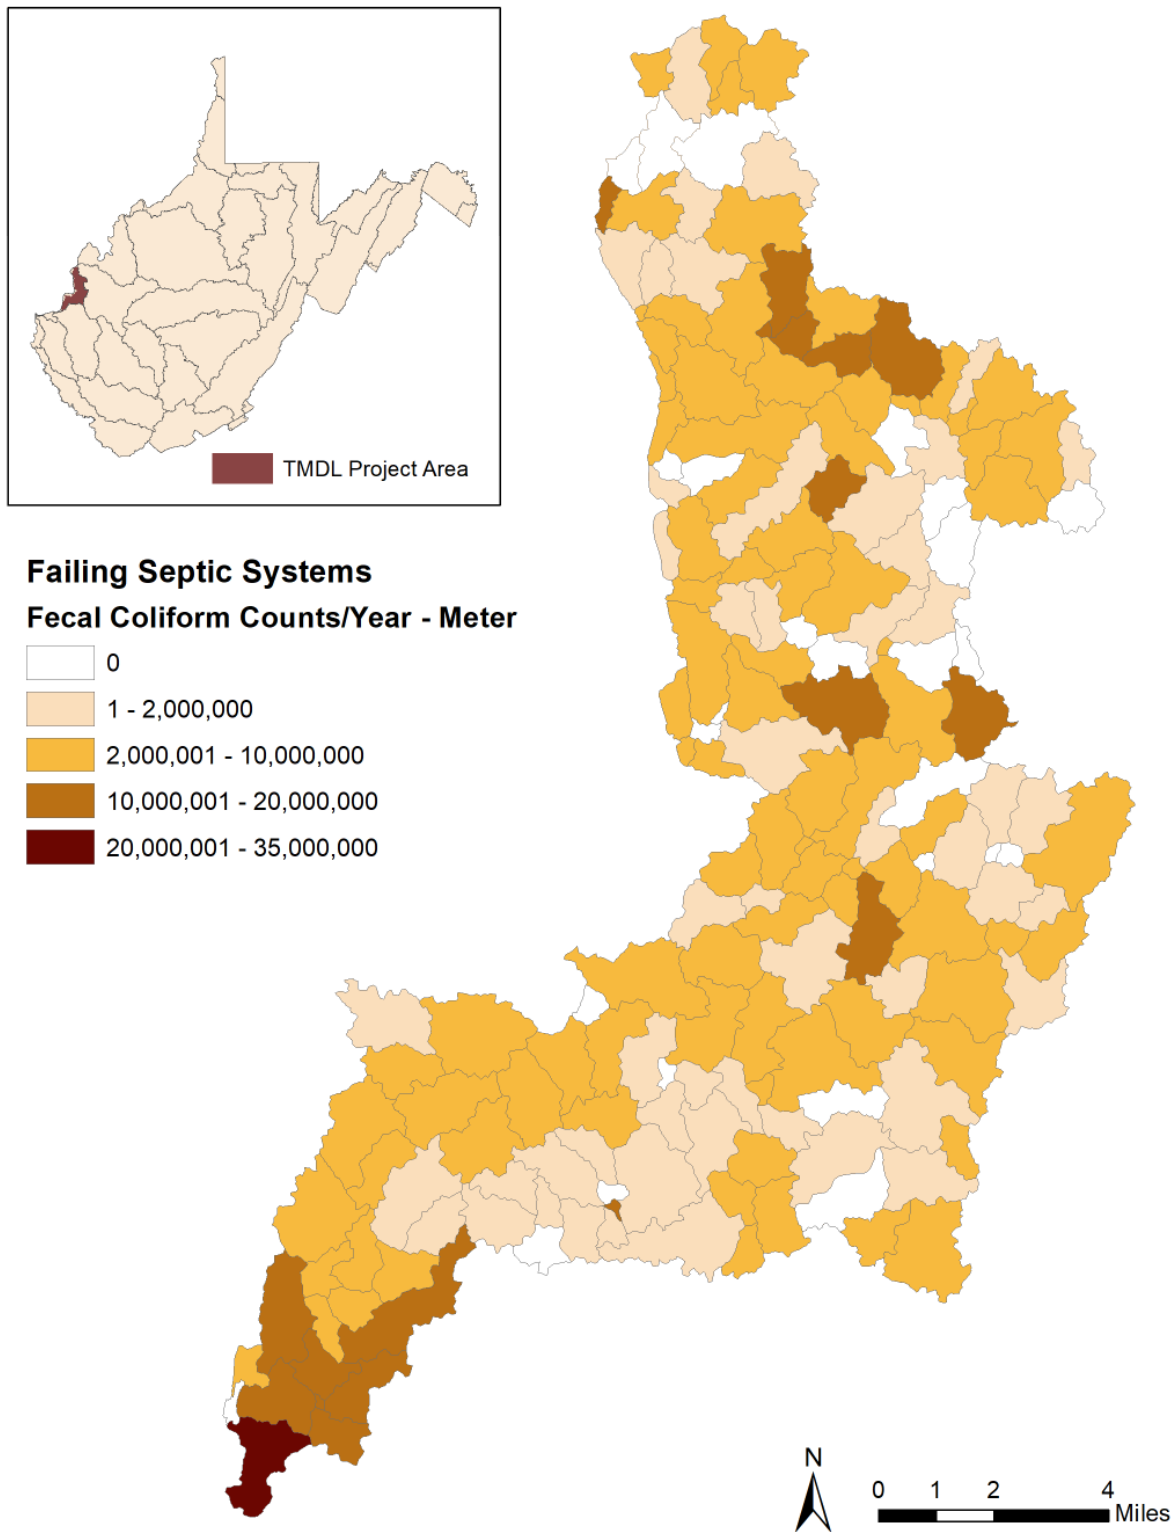 TMDL Project Area
Failing Septic Systems
Fecal Coliform Counts/Year - Meter
0
1 - 2,000,000
2,000,001 - 10,000,000
10,000,001 - 20,000,000
20,000,001 - 35,000,000
N
0 1 2 4
Miles